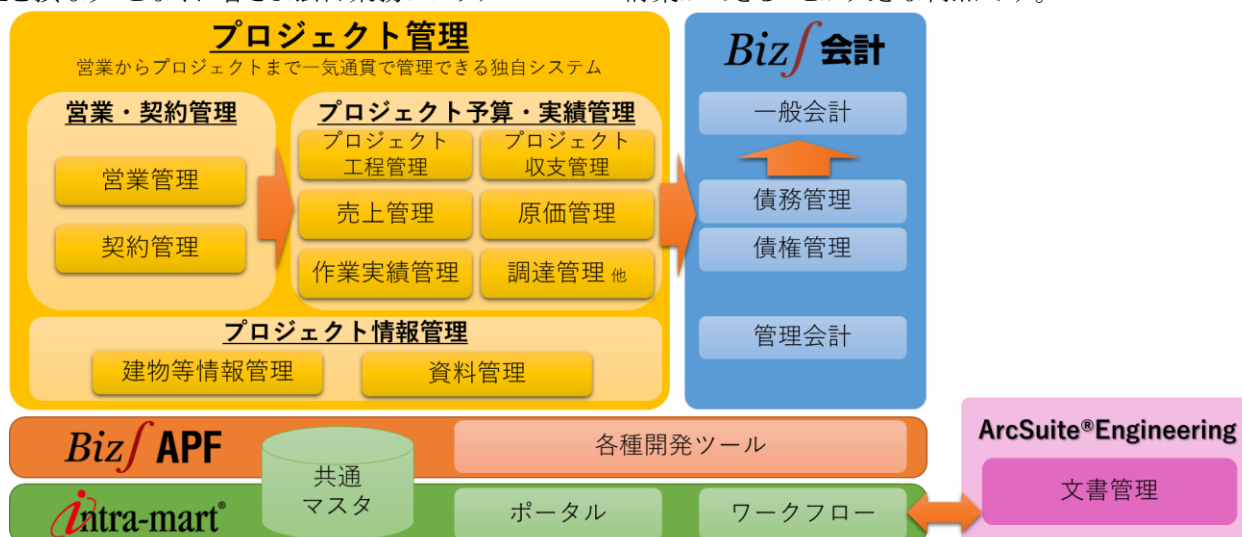 プロジェクト管理
営業からプロジェクトまで一気通貫で管理できる独自システム
営業・契約管理
営業管理
契約管理
プロジェクト予算・実績管理
プロジェクト
工程管理
プロジェクト
収支管理
売上管理
原価管理
作業実績管理
調達管理 他
プロジェクト情報管理
建物等情報管理
資料管理
Biz∫会計
一般会計
債務管理
債権管理
管理会計
Biz∫APF
各種開発ツール
共通
マスタ
intra-mart®
ポータル
ワークフロー
ArcSuite®Engineering
文書管理